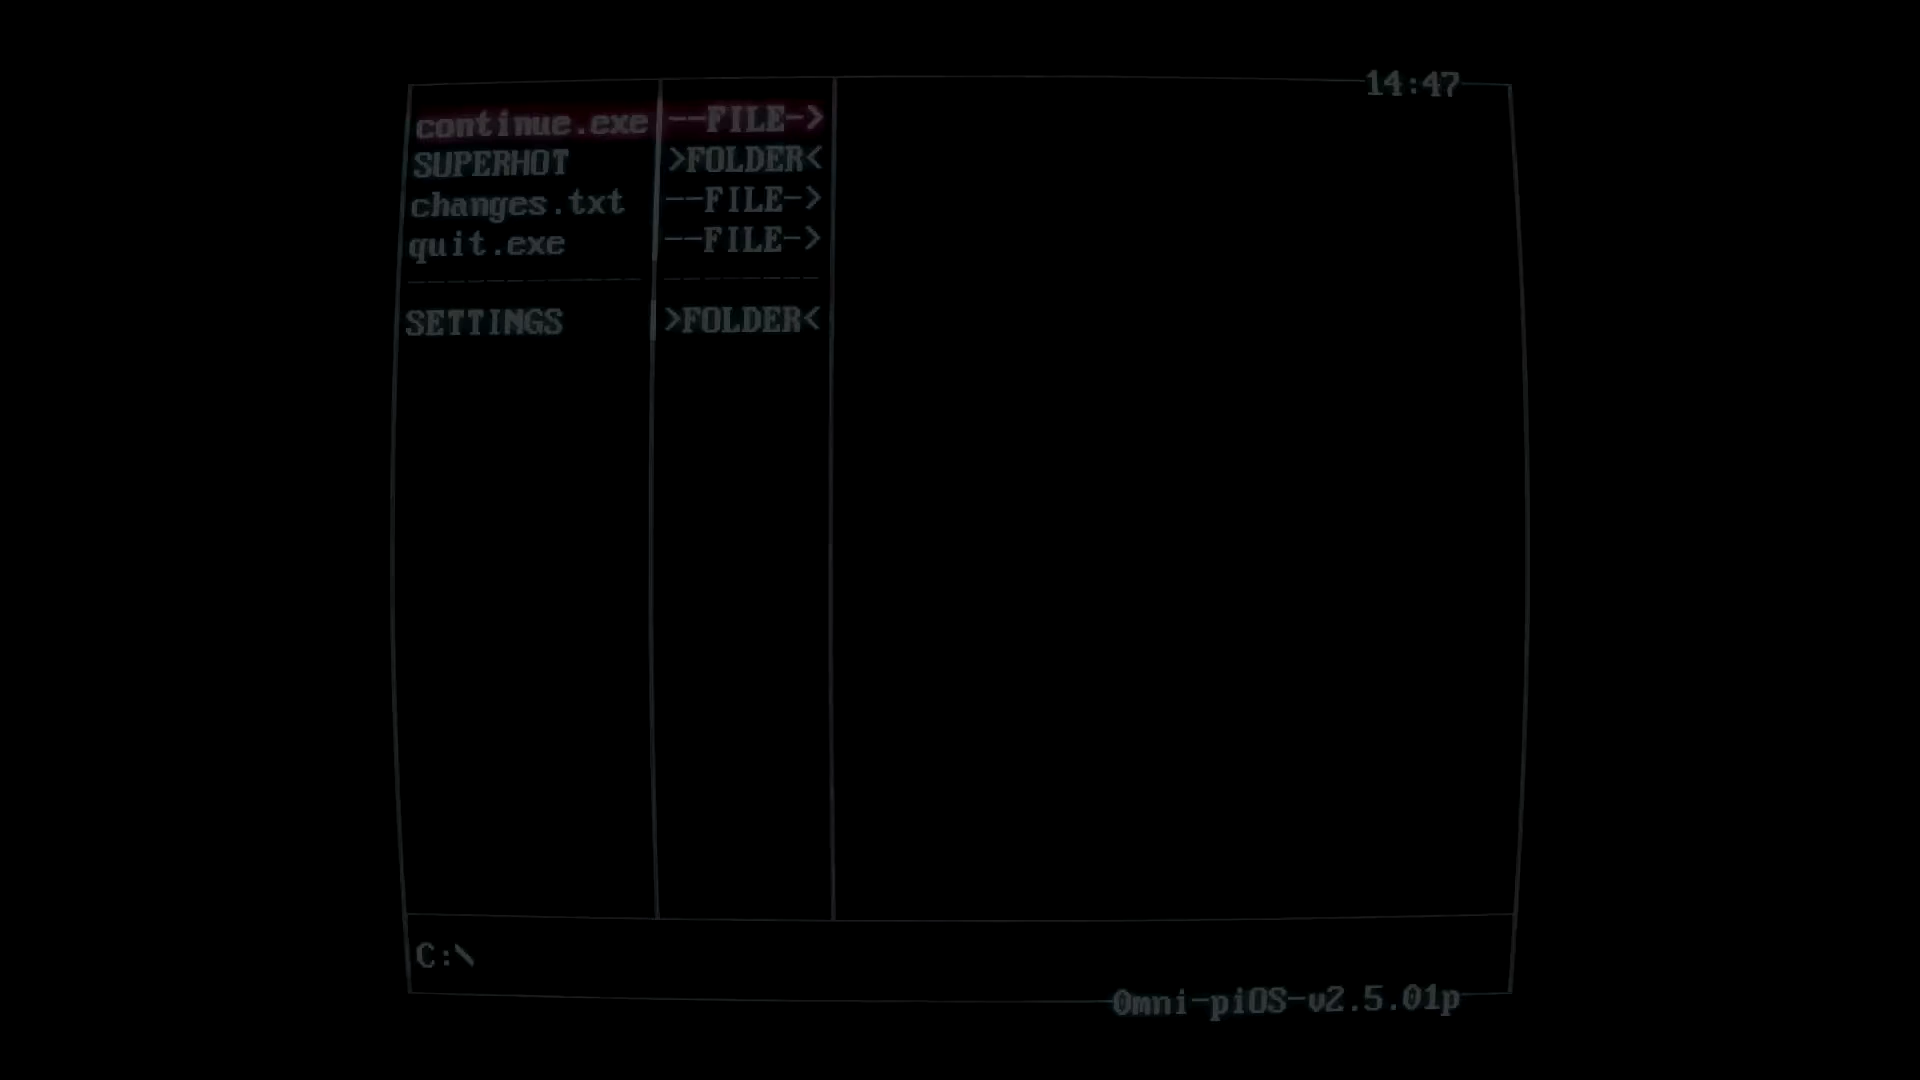 14:47
continue.exe --FILE->
SUPERHOT >FOLDER<
changes.txt --FILE->
quit.exe --FILE->
SETTINGS >FOLDER<
C:\
0mni-piOS-v2.5.01p